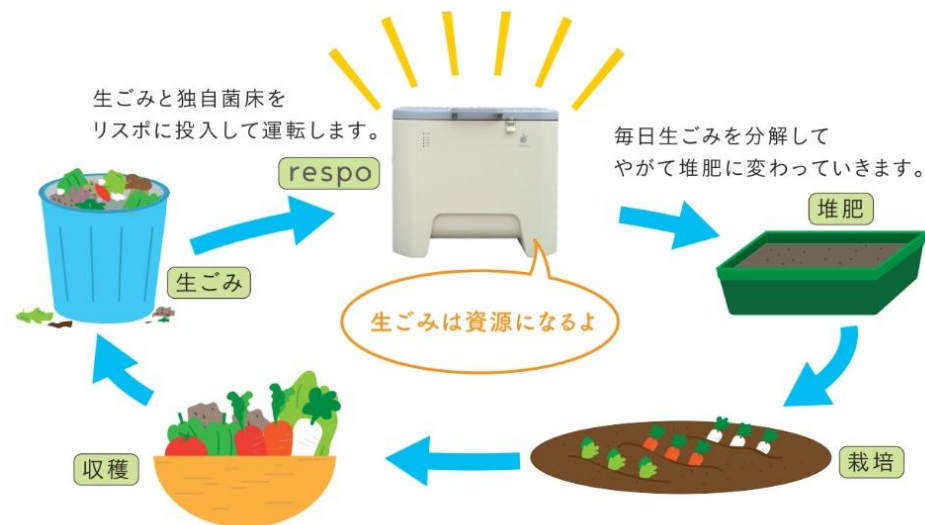 生ごみと独自菌床を
リスポに投入して運転します。
respo
毎日生ごみを分解して
やがて堆肥に変わっていきます。
堆肥
生ごみ
生ごみは資源になるよ
収穫
栽培